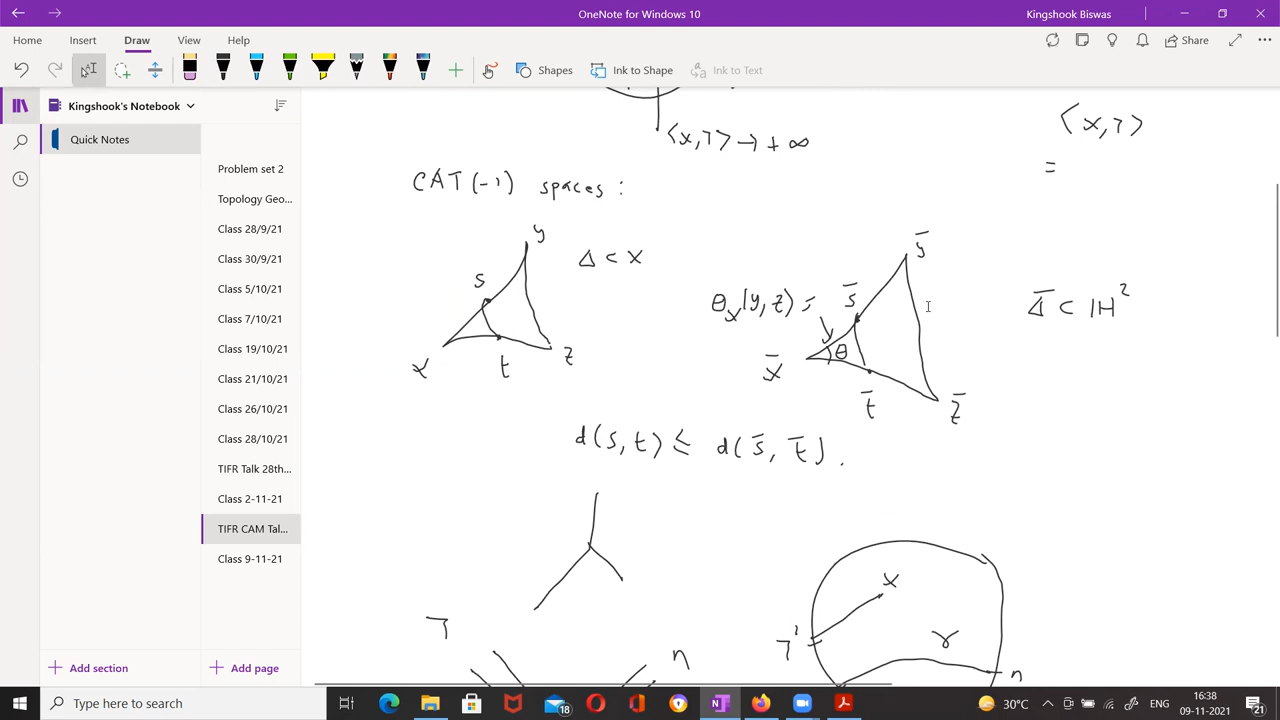 OneNote for Windows 10
Kingshook Biswas
Home Insert Draw View Help
Share
Shapes
Ink to Shape
Ink to Text
Kingshook's Notebook
Quick Notes
Problem set 2
Topology Geo...
Class 28/9/21
Class 30/9/21
Class 5/10/21
Class 7/10/21
Class 19/10/21
Class 21/10/21
Class 26/10/21
Class 28/10/21
TIFR Talk 28th...
Class 2-11-21
TIFR CAM Tal...
Class 9-11-21
Add section
Add page
→ +∞
=
CAT(-1) spaces :
y
s
Δ ⊂ X
x
t
z
θx(y, z) =
s̄
ȳ
θ
x̄
t̄
z̄
Δ̄ ⊂ IH²
d(s, t) ≤ d(s̄, t̄).
x
γ
η
η
Type here to search
18
30°C
16:38
09-11-2021
21